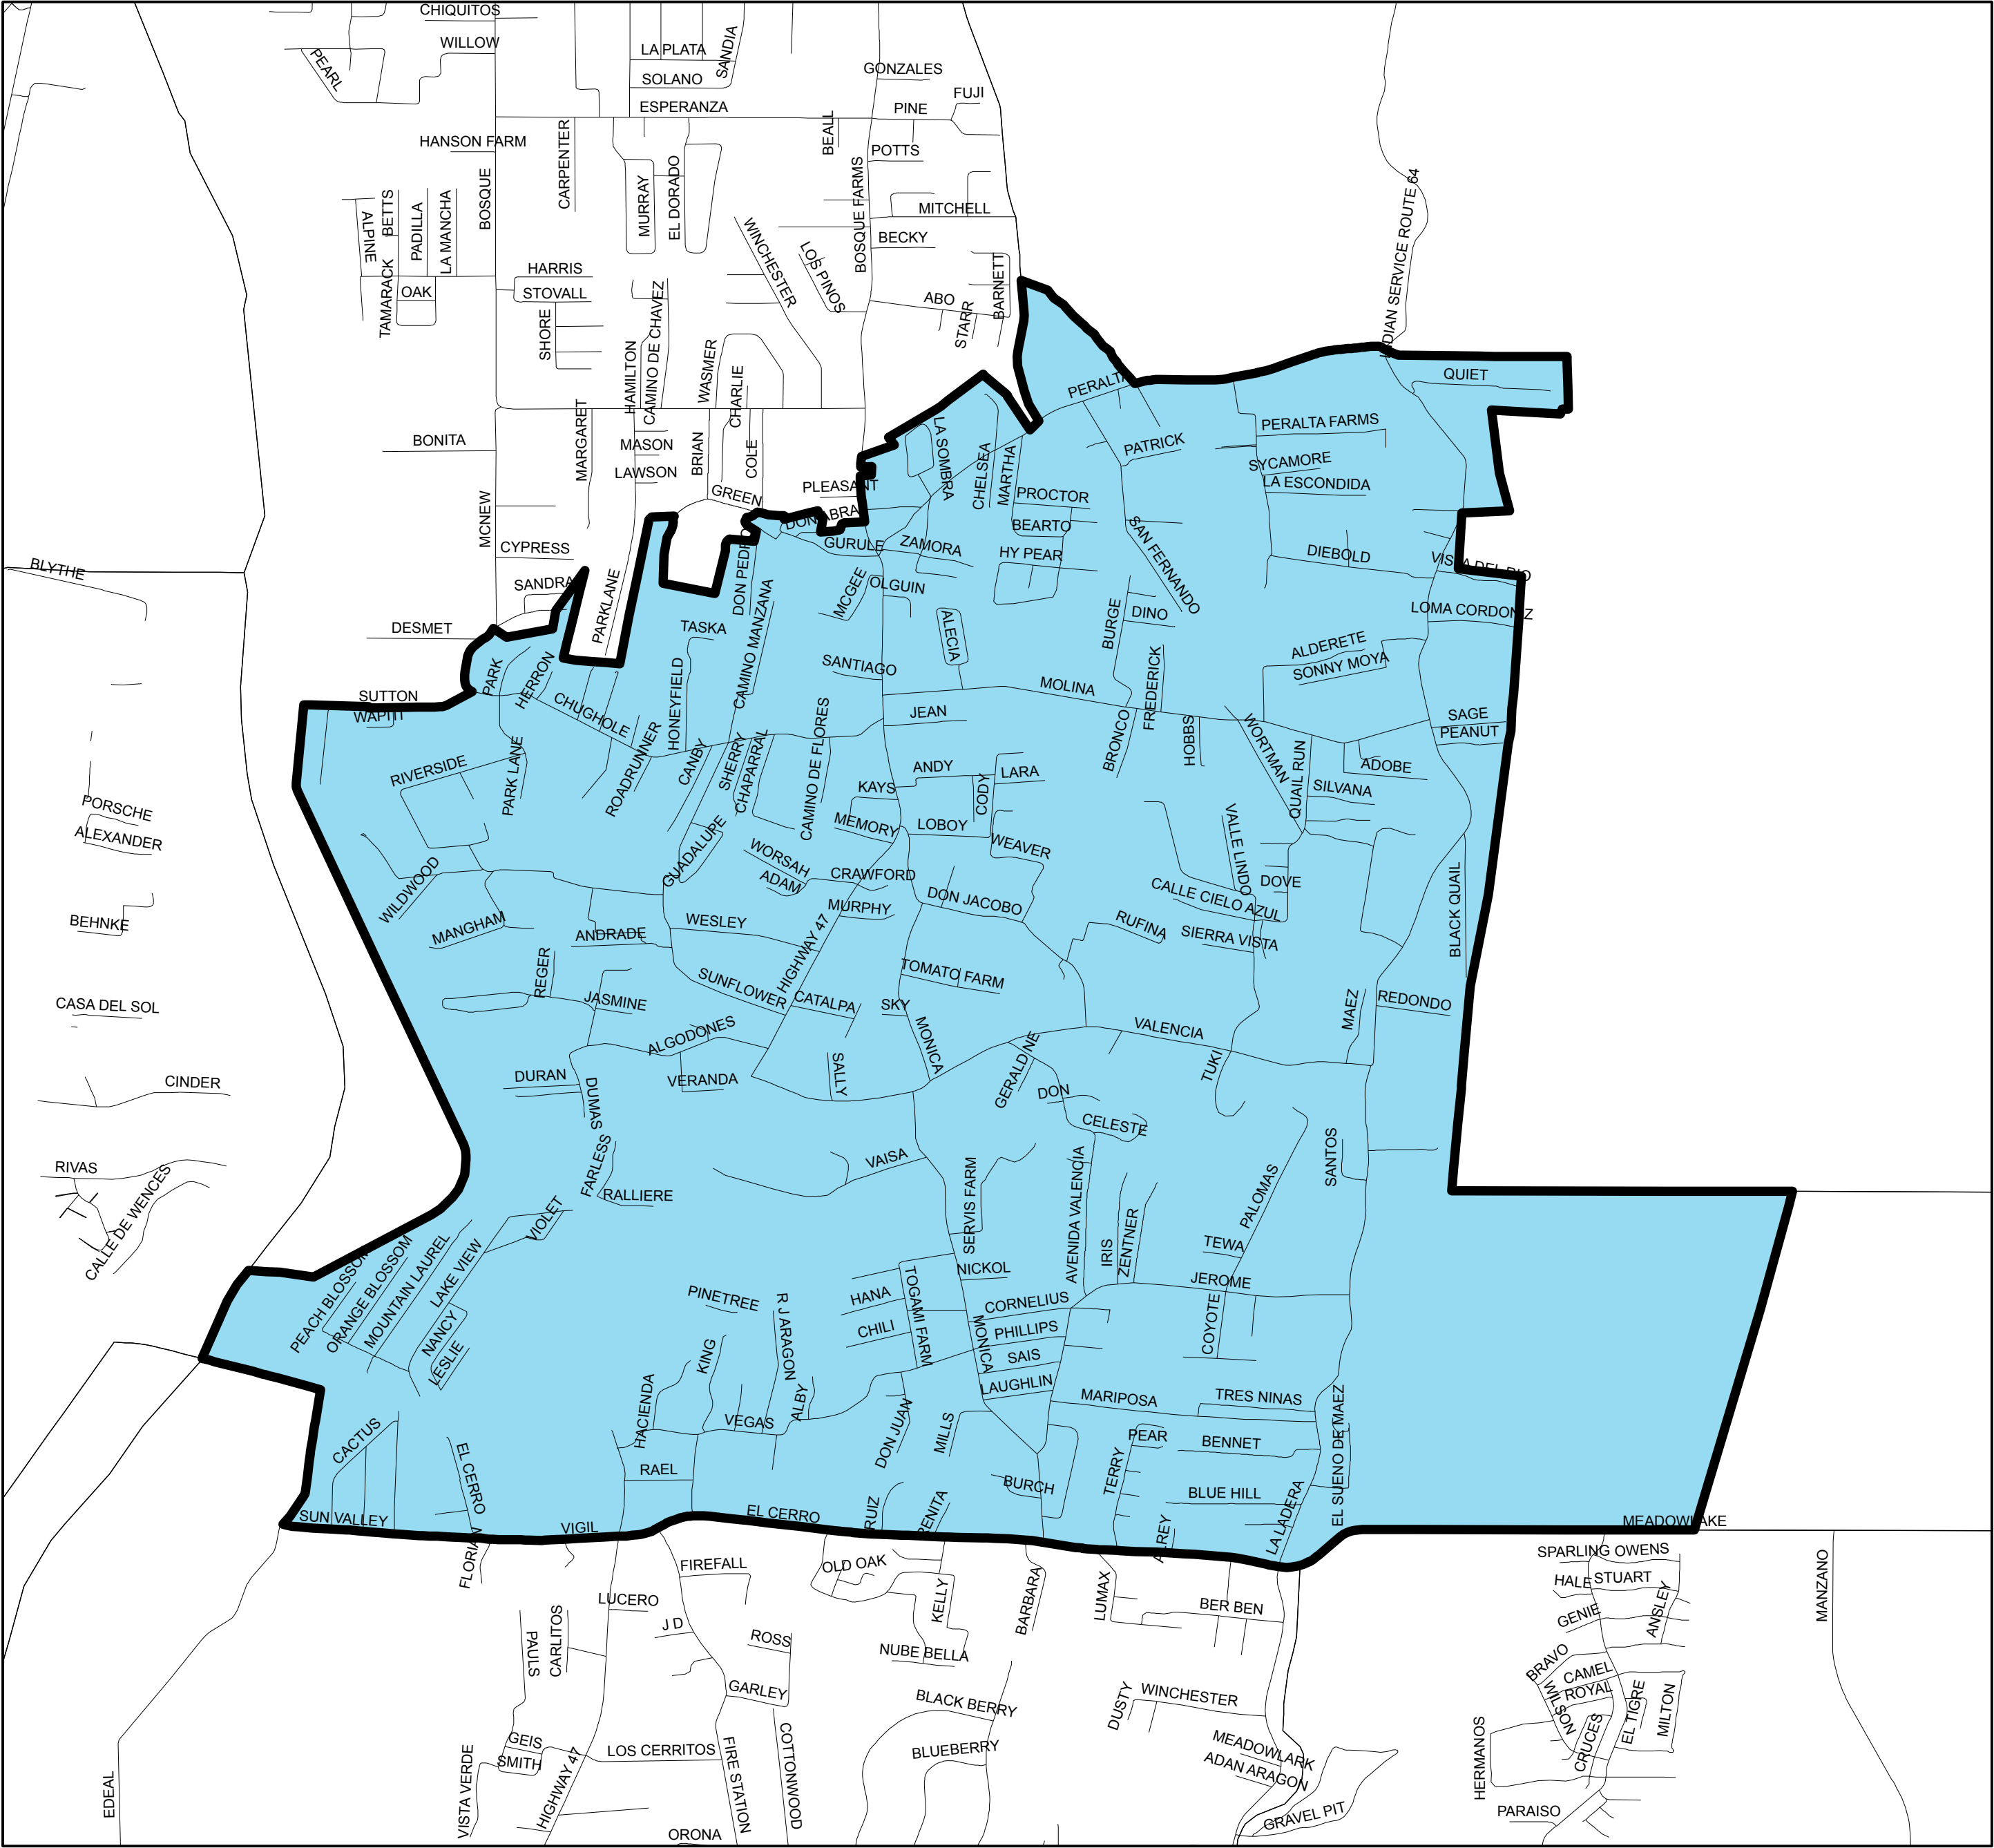 CHIQUITOS
WILLOW
PEARL
LA PLATA
SANDIA
SOLANO
ESPERANZA
GONZALES
FUJI
PINE
HANSON FARM
CARPENTER
BEALL
POTTS
BOSQUE
MURRAY
EL DORADO
BOSQUE FARMS
INDIAN SERVICE ROUTE 64
ALPINE
BETTS
PADILLA
LA MANCHA
MITCHELL
BECKY
WINCHESTER
LOS PINOS
TAMARACK
OAK
HARRIS
STOVALL
SHORE
CAMINO DE CHAVEZ
HAMILTON
ABO
STARR
BARNETT
WASMER
CHARLIE
PERALTA
QUIET
BONITA
MARGARET
MASON
LAWSON
BRIAN
COLE
GREEN
PLEASANT
LA SOMBRA
CHELSEA
MARTHA
PATRICK
PERALTA FARMS
SYCAMORE
LA ESCONDIDA
PROCTOR
BEARTO
HY PEAR
SAN FERNANDO
DIEBOLD
VISTA DEL RIO
LOMA CORDONIZ
MCNEW
CYPRESS
SANDRA
PARKLANE
DON PEDRO
GURULE
ZAMORA
MCGEE
OLGUIN
BLYTHE
DESMET
TASKA
CAMINO MANZANA
ALECIA
BURGE
DINO
ALDERETE
SONNY MOYA
SUTTON
WAPITI
PARK
HERRON
CHUGHOLE
HONEYFIELD
SANTIAGO
MOLINA
FREDERICK
JEAN
SAGE
PEANUT
RIVERSIDE
PARK LANE
ROADRUNNER
CANBY
SHERRY
CHAPARRAL
CAMINO DE FLORES
BRONCO
HOBBS
WORTMAN
QUAIL RUN
ADOBE
SILVANA
ANDY
KAYS
CODY
LARA
MEMORY
LOBOY
WEAVER
PORSCHE
ALEXANDER
GUADALUPE
WORSAH
ADAM
CRAWFORD
VALLE LINDO
DOVE
CALLE CIELO AZUL
BLACK QUAIL
WILDWOOD
MANGHAM
ANDRADE
WESLEY
MURPHY
DON JACOBO
RUFINA
SIERRA VISTA
BEHNKE
HIGHWAY 47
REGER
SUNFLOWER
TOMATO FARM
CASA DEL SOL
JASMINE
CATALPA
SKY
MAEZ
REDONDO
ALGODONES
MONICA
VALENCIA
CINDER
DURAN
DUMAS
VERANDA
SALLY
GERALDINE
DON
TUKI
CELESTE
RIVAS
CALLE DE WENCES
FARLESS
RALLIERE
VAISA
SERVIS FARM
AVENIDA VALENCIA
SANTOS
PALOMAS
VIOLET
IRIS
ZENTNER
TEWA
PEACH BLOSSOM
ORANGE BLOSSOM
MOUNTAIN LAUREL
LAKE VIEW
NANCY
LESLIE
PINETREE
R J ARAGON
HANA
CHILI
TOGAMI FARM
NICKOL
CORNELIUS
PHILLIPS
MONICA
SAIS
LAUGHLIN
JEROME
COYOTE
KING
HACIENDA
ALBY
VEGAS
MARIPOSA
TRES NINAS
CACTUS
EL CERRO
RAEL
DON JUAN
MILLS
PEAR
BENNET
TERRY
BURCH
BLUE HILL
LA LADERA
EL SUENO DE MAEZ
SUN VALLEY
VIGIL
EL CERRO
RUIZ
MEADOWLAKE
FIREFALL
OLD OAK
KELLY
BARBARA
LUMAX
BER BEN
SPARLING OWENS
HALE
STUART
GENIE
ANSLEY
MANZANO
LUCERO
PAULS
CARLITOS
J D
ROSS
NUBE BELLA
BRAVO
CAMEL
ROYAL
WILSON
EL TIGRE
MILTON
CRUCES
GARLEY
BLACK BERRY
DUSTY
WINCHESTER
BLUEBERRY
MEADOWLARK
ADAN ARAGON
GRAVEL PIT
HERMANOS
PARAISO
EDEAL
VISTA VERDE
GEIS
SMITH
HIGHWAY 47
LOS CERRITOS
FIRE STATION
COTTONWOOD
ORONA